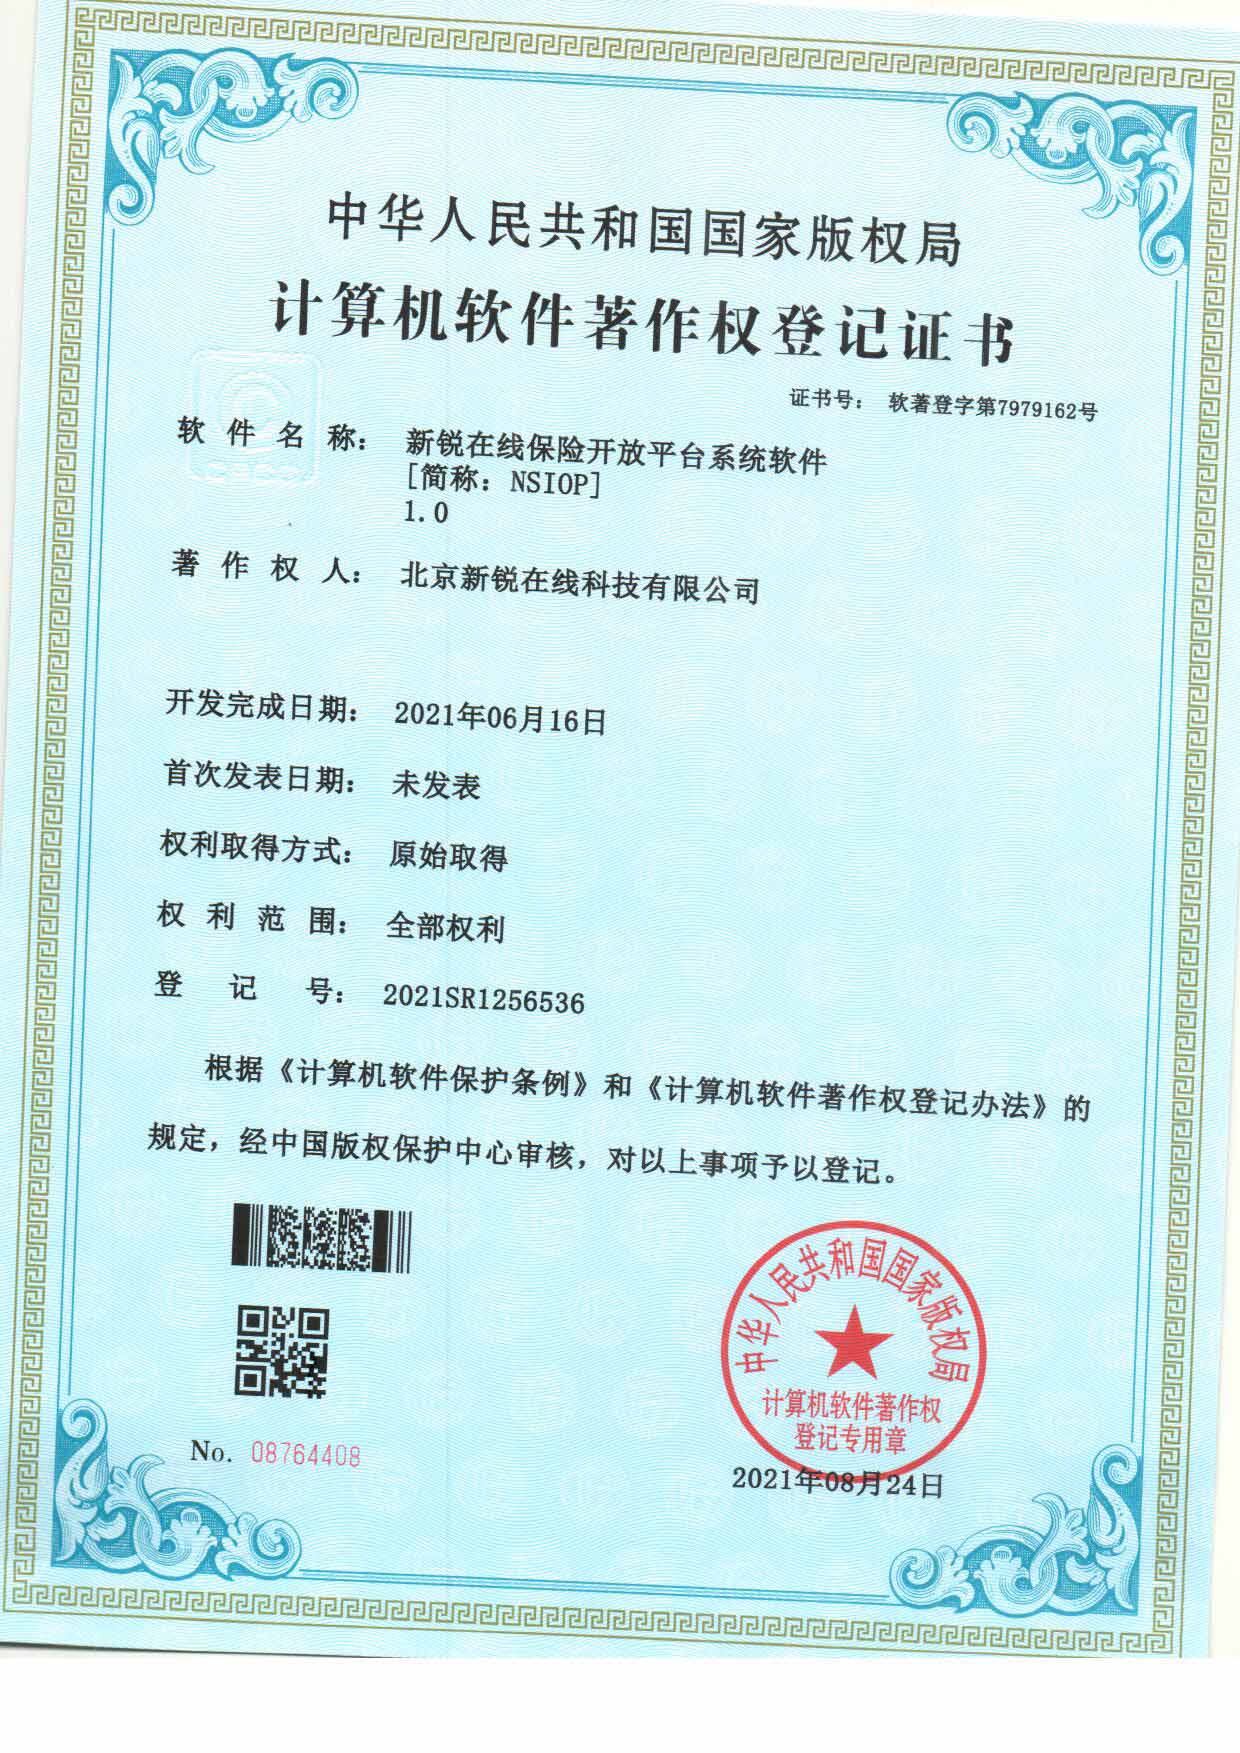 中华人民共和国国家版权局
计算机软件著作权登记证书
证书号： 软著登字第7979162号
软件名称： 新锐在线保险开放平台系统软件
[简称：NSIOP]
1.0
著作权人： 北京新锐在线科技有限公司
开发完成日期： 2021年06月16日
首次发表日期： 未发表
权利取得方式： 原始取得
权利范围： 全部权利
登记号： 2021SR1256536
根据《计算机软件保护条例》和《计算机软件著作权登记办法》的
规定，经中国版权保护中心审核，对以上事项予以登记。
中华人民共和国国家版权局
计算机软件著作权
登记专用章
No. 08764408
2021年08月24日